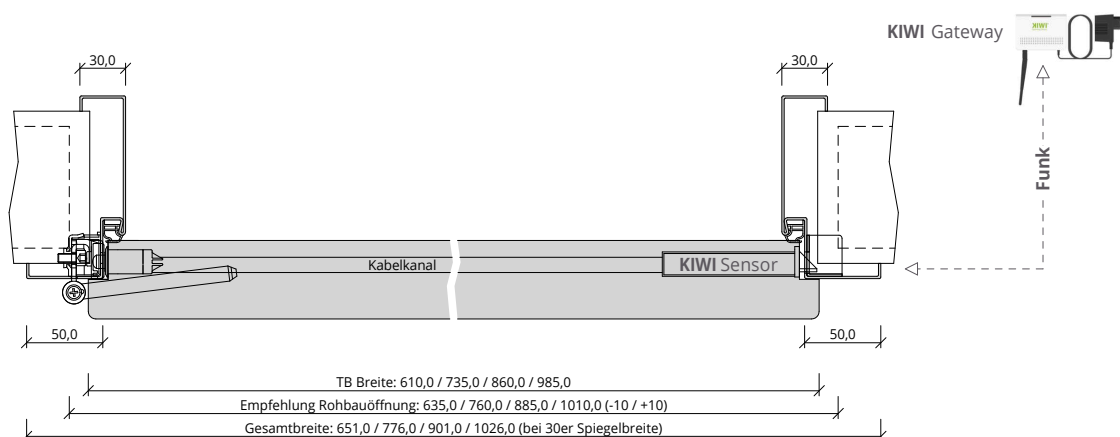 KIWI Gateway
KIWI
30,0
30,0
Funk
Kabelkanal
KIWI Sensor
50,0
50,0
TB Breite: 610,0 / 735,0 / 860,0 / 985,0
Empfehlung Rohbauöffnung: 635,0 / 760,0 / 885,0 / 1010,0 (-10 / +10)
Gesamtbreite: 651,0 / 776,0 / 901,0 / 1026,0 (bei 30er Spiegelbreite)